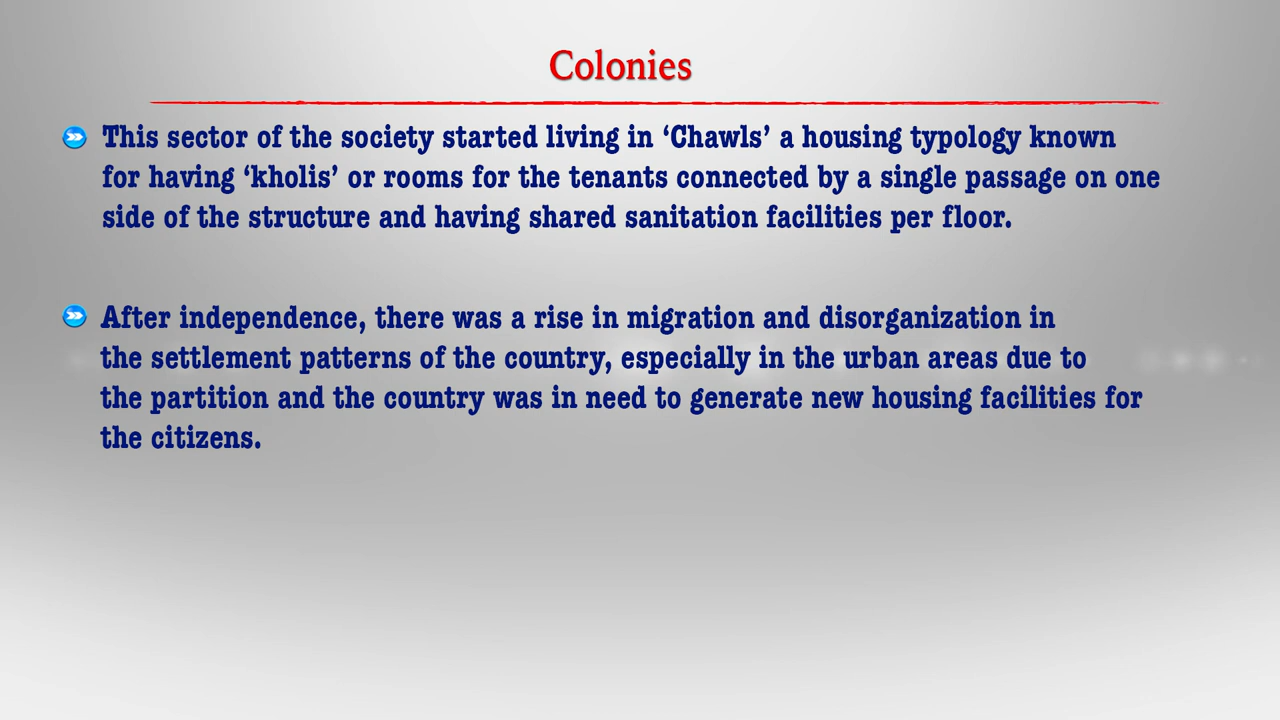 Colonies
This sector of the society started living in ‘Chawls’ a housing typology known
for having ‘kholis’ or rooms for the tenants connected by a single passage on one
side of the structure and having shared sanitation facilities per floor.
After independence, there was a rise in migration and disorganization in
the settlement patterns of the country, especially in the urban areas due to
the partition and the country was in need to generate new housing facilities for
the citizens.